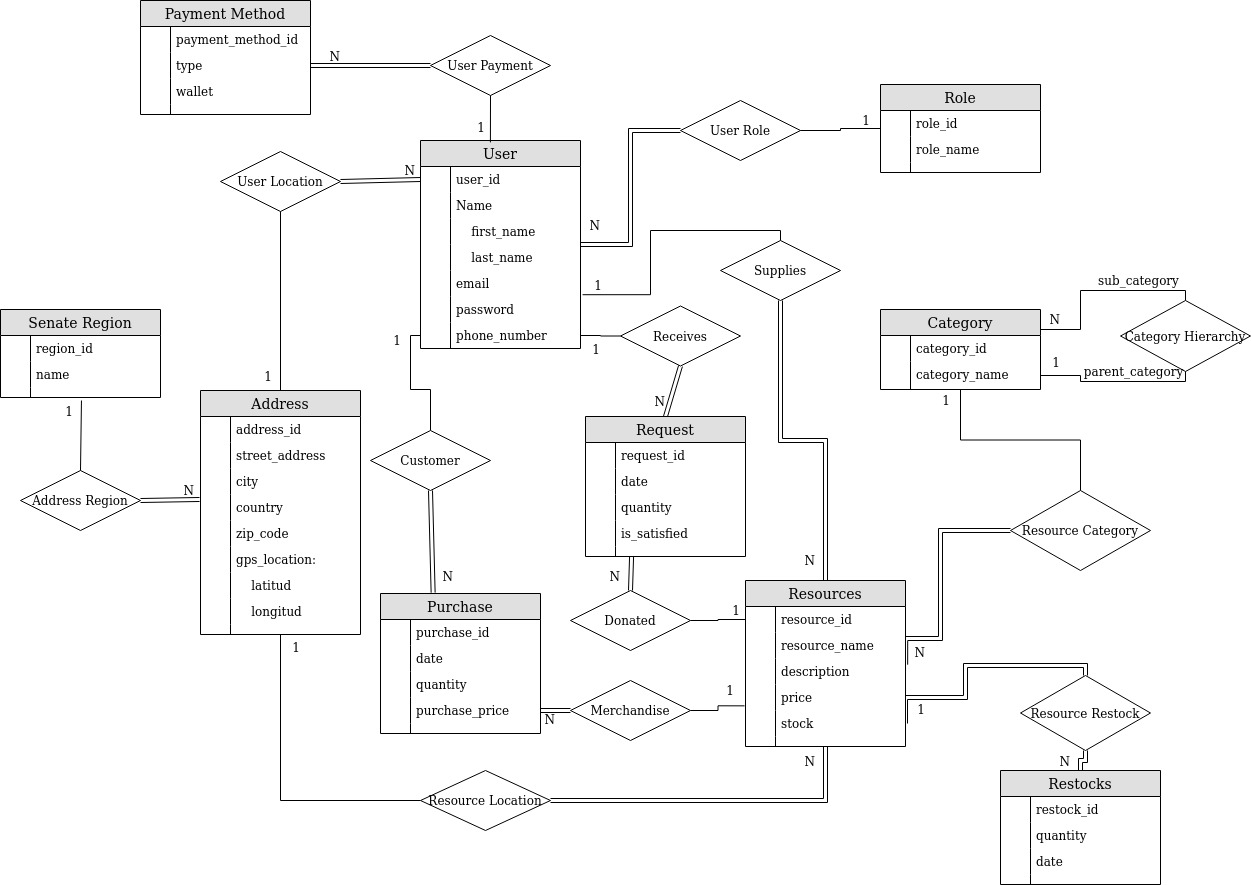 Payment Method
payment_method_id
type
wallet
N
User Payment
1
User Role
1
Role
role_id
role_name
User
user_id
Name
first_name
last_name
email
password
phone_number
User Location
N
N
1
Supplies
1
Receives
N
1
Senate Region
region_id
name
1
Address Region
N
1
Address
address_id
street_address
city
country
zip_code
gps_location:
latitud
longitud
1
Customer
N
Request
request_id
date
quantity
is_satisfied
N
Donated
1
Category
category_id
category_name
N
sub_category
Category Hierarchy
1
parent_category
1
Resource Category
N
N
Resources
resource_id
resource_name
description
price
stock
N
Purchase
purchase_id
date
quantity
purchase_price
N
Merchandise
1
1
Resource Restock
N
Restocks
restock_id
quantity
date
Resource Location